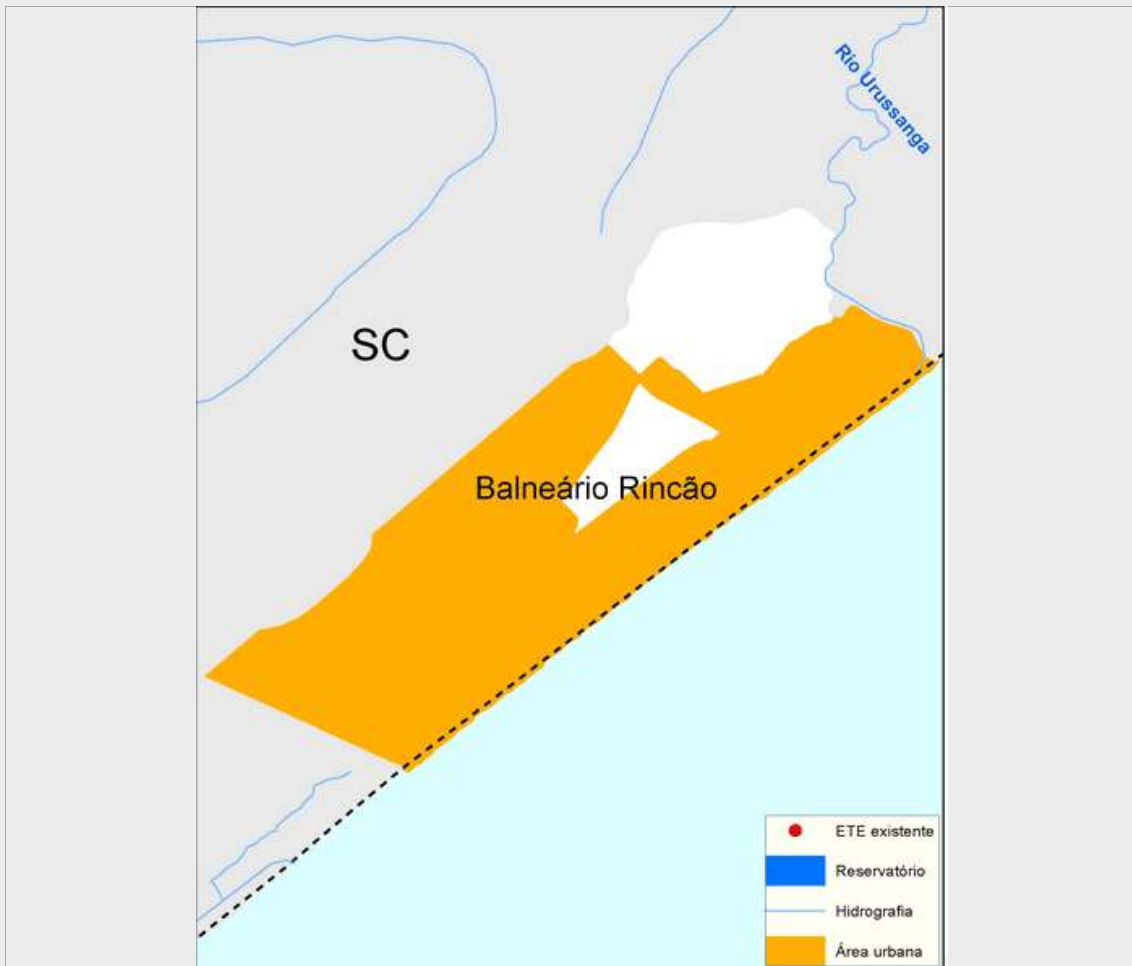 Rio Urussanga
SC
Balneário Rincão
ETE existente
Reservatório
Hidrografia
Área urbana